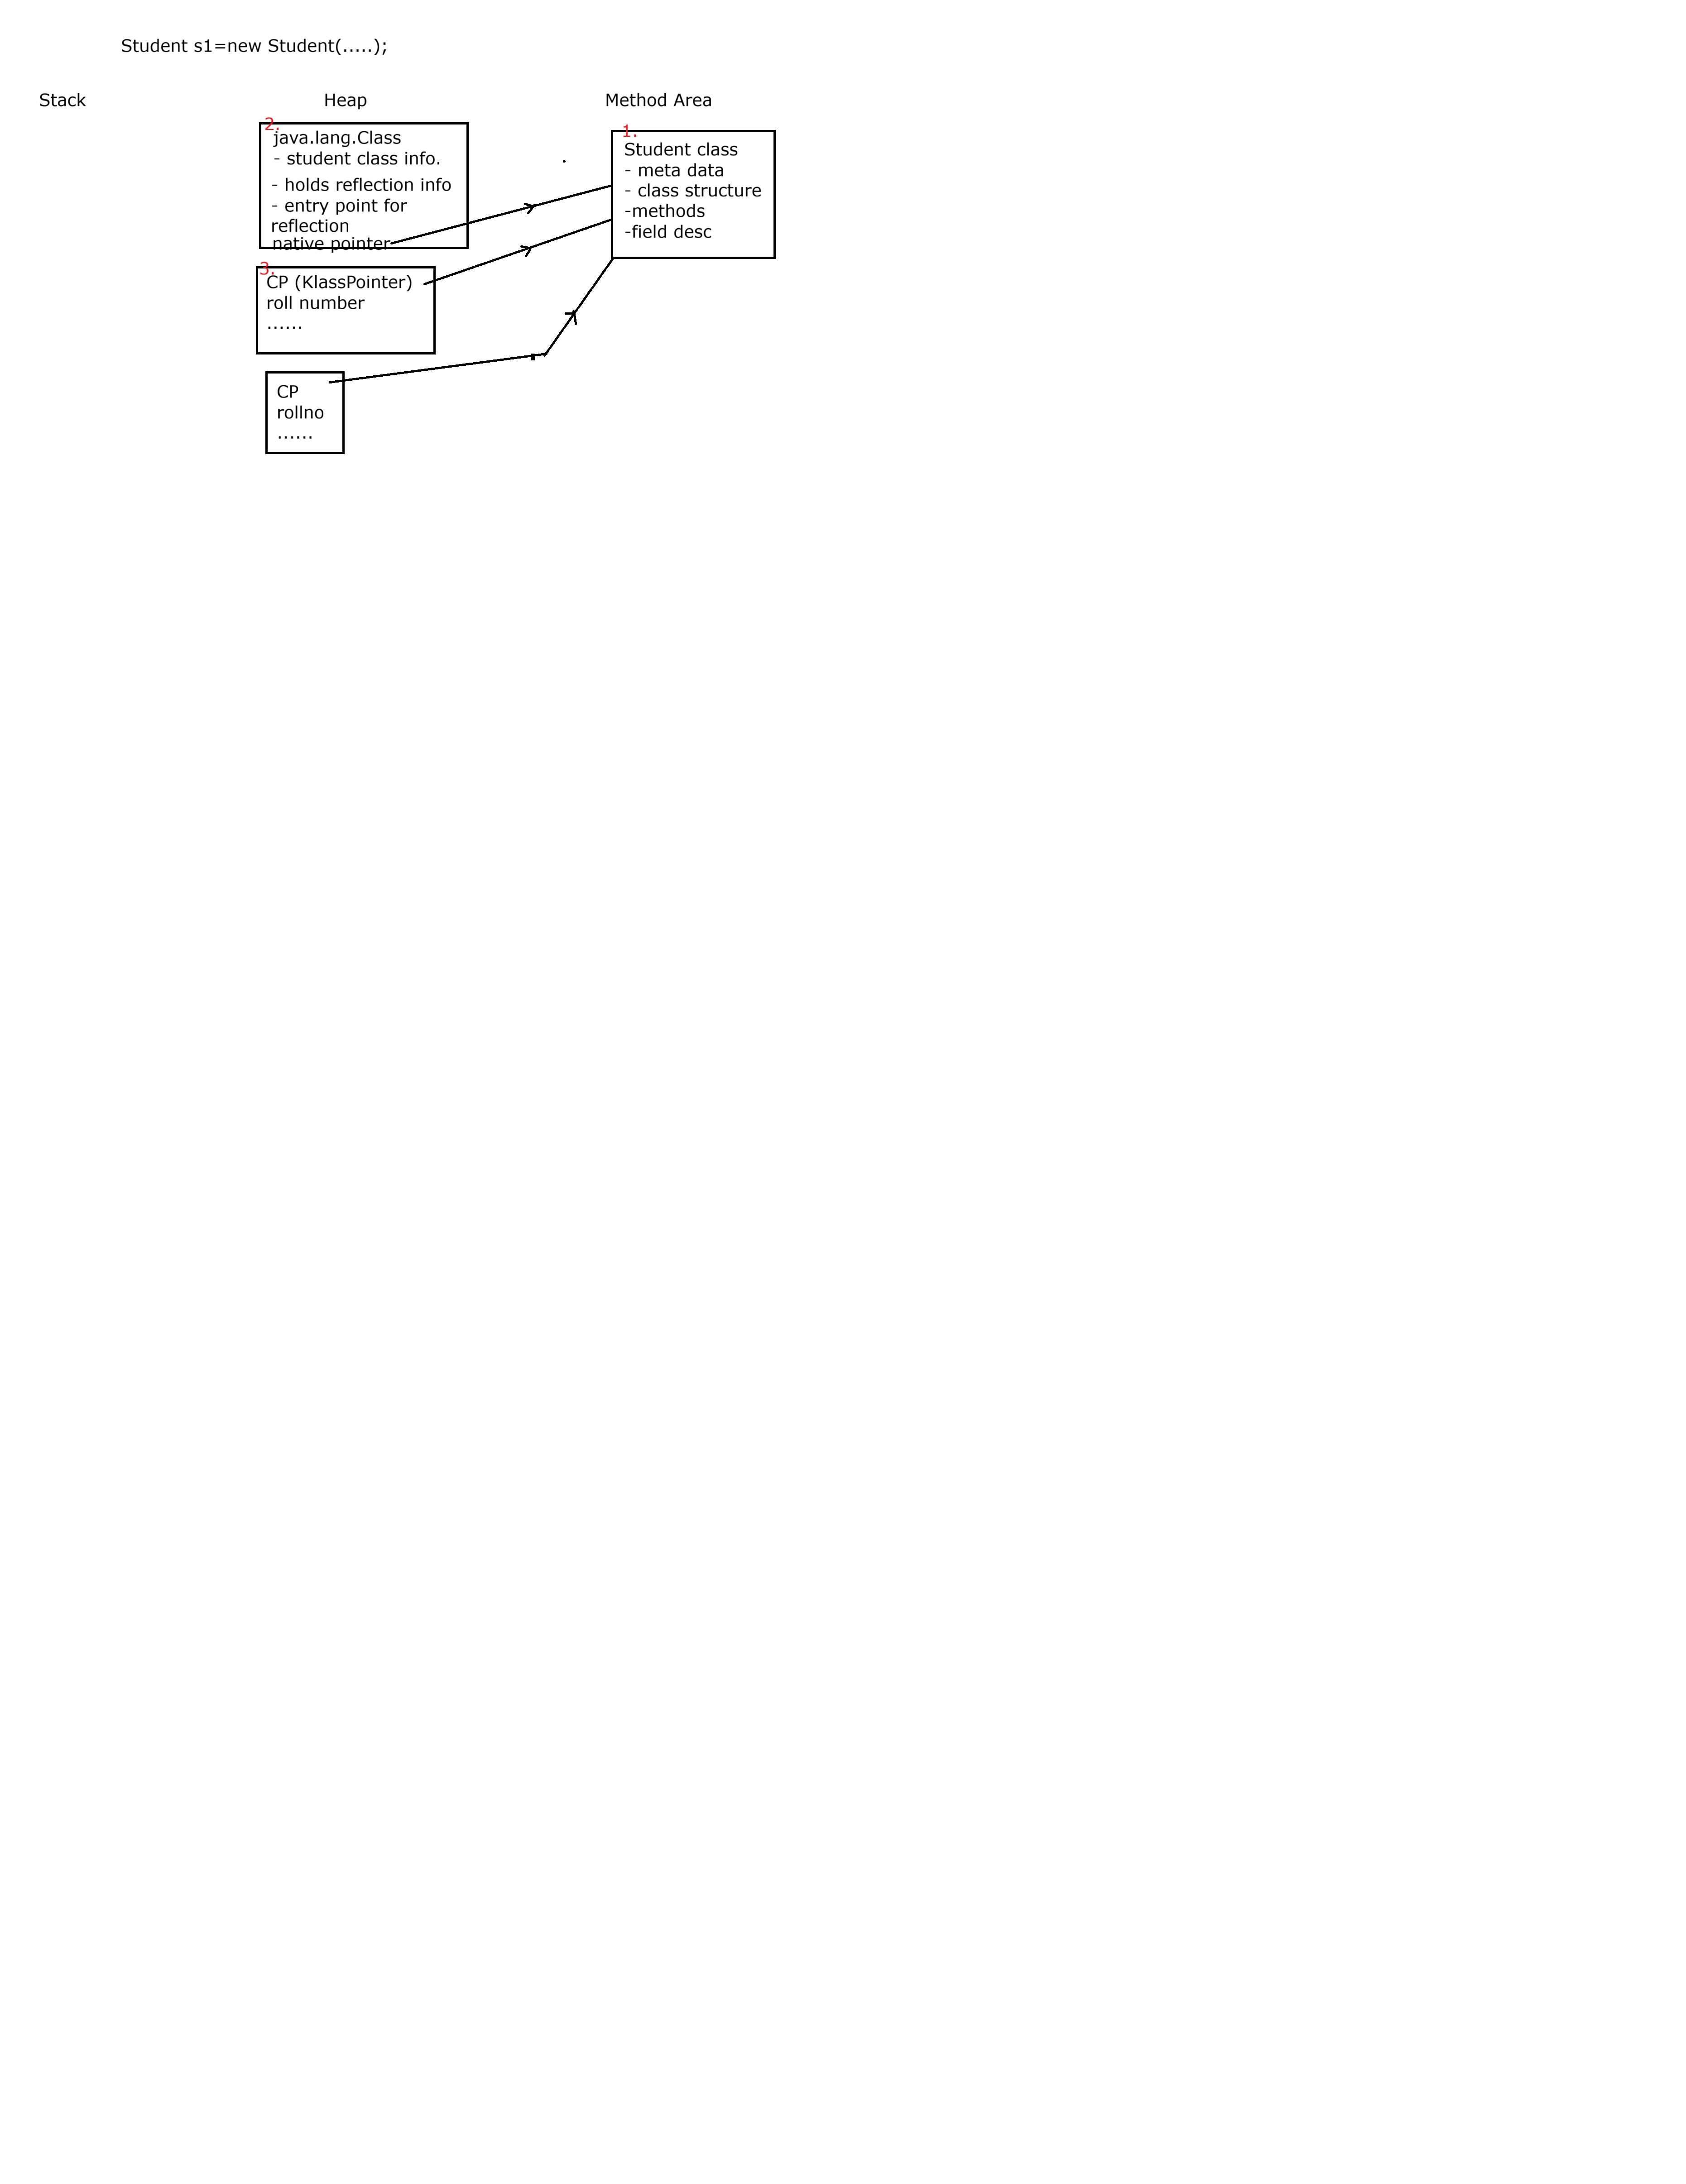 Student s1=new Student(.....);
Stack
Heap
Method Area
2.
java.lang.Class
- student class info.
- holds reflection info
- entry point for
reflection
native pointer
1.
Student class
- meta data
- class structure
-methods
-field desc
3.
CP (KlassPointer)
roll number
......
CP
rollno
......